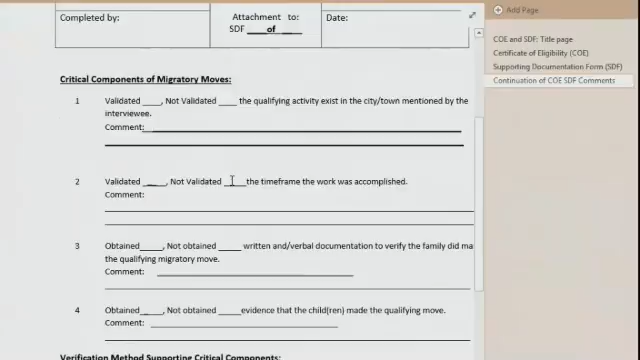 Completed by:
Attachment to:
SDF ____of ____
Date:
Critical Components of Migratory Moves:
1 Validated ____, Not Validated ____ the qualifying activity exist in the city/town mentioned by the
interviewee.
Comment:
2 Validated ____, Not Validated ____the timeframe the work was accomplished.
Comment:
3 Obtained_____, Not obtained _____ written and/verbal documentation to verify the family did ma
the qualifying migratory move.
Comment:
4 Obtained _____, Not obtained _____evidence that the child(ren) made the qualifying move.
Comment:
Verification Method Supporting Critical Components:
Add Page
COE and SDF: Title page
Certificate of Eligibility (COE)
Supporting Documentation Form (SDF)
Continuation of COE SDF Comments